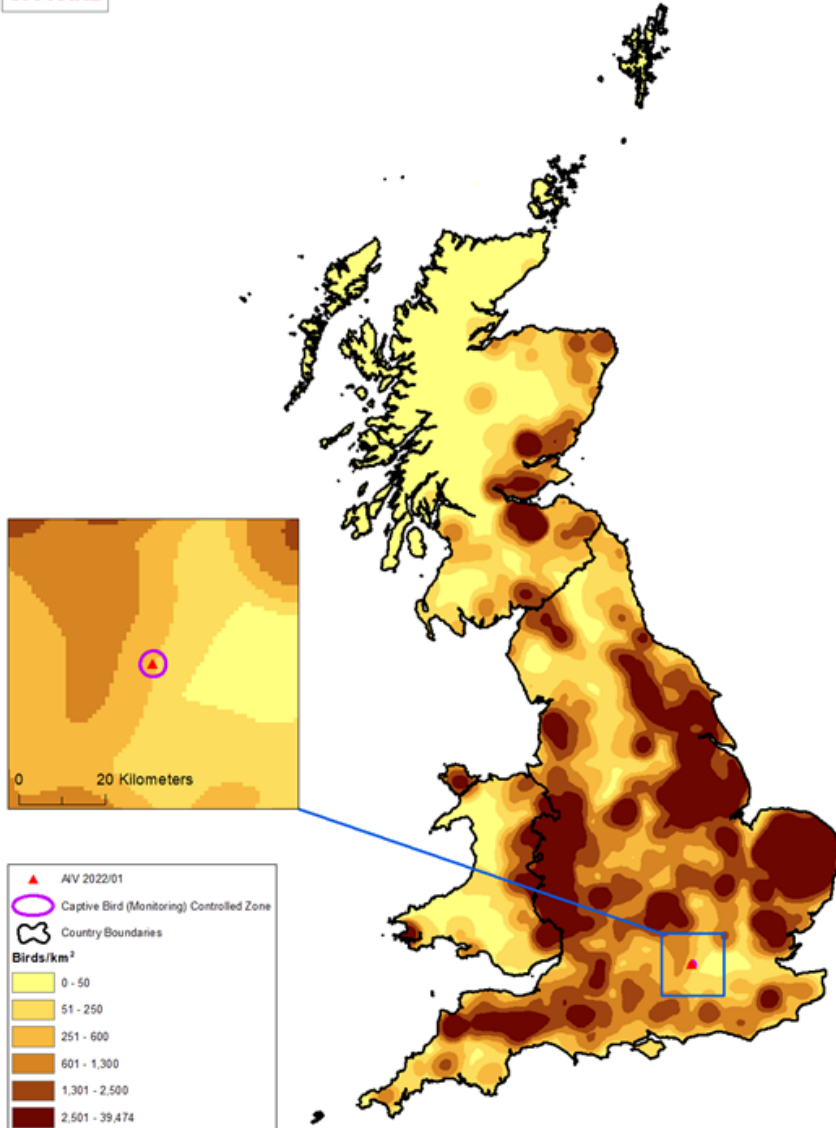 0 20 Kilometers
AIV 2022/01
Captive Bird (Monitoring) Controlled Zone
Country Boundaries
Birds/km²
0 - 50
51 - 250
251 - 600
601 - 1,300
1,301 - 2,500
2,501 - 39,474